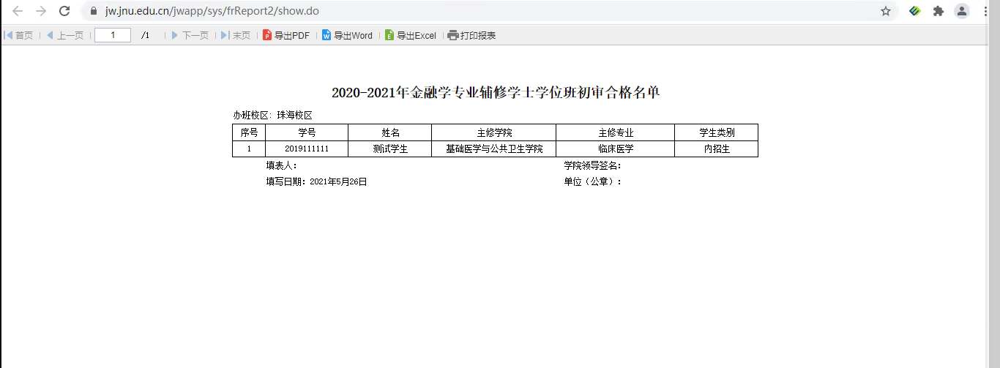 jw.jnu.edu.cn/jwapp/sys/frReport2/show.do
首页 上一页 1 /1 下一页 末页 导出PDF 导出Word 导出Excel 打印报表
2020-2021年金融学专业辅修学士学位班初审合格名单
办班校区：珠海校区
序号 学号 姓名 主修学院 主修专业 学生类别
1 2019111111 测试学生 基础医学与公共卫生学院 临床医学 内招生
填表人： 学院领导签名：
填写日期：2021年5月26日 单位（公章）：